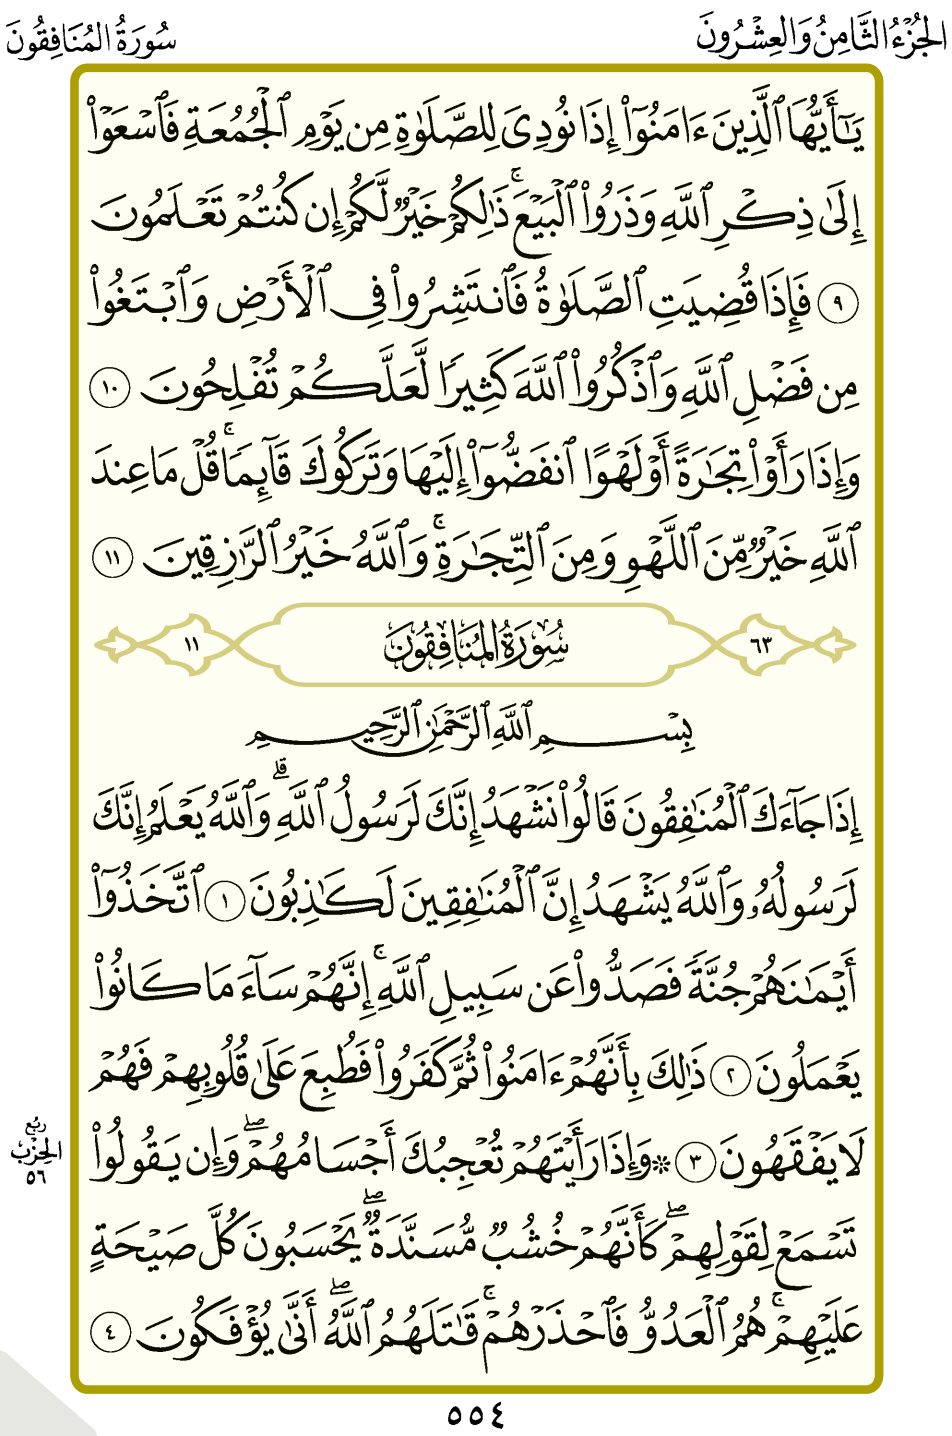 الجُزْءُ الثَّامِنُ وَالعِشْرُونَ
سُورَةُ المُنَافِقُونَ
يَٰٓأَيُّهَا ٱلَّذِينَ ءَامَنُوٓا۟ إِذَا نُودِىَ لِلصَّلَوٰةِ مِن يَوْمِ ٱلْجُمُعَةِ فَٱسْعَوْا۟
إِلَىٰ ذِكْرِ ٱللَّهِ وَذَرُوا۟ ٱلْبَيْعَ ۚ ذَٰلِكُمْ خَيْرٌ لَّكُمْ إِن كُنتُمْ تَعْلَمُونَ
٩ فَإِذَا قُضِيَتِ ٱلصَّلَوٰةُ فَٱنتَشِرُوا۟ فِى ٱلْأَرْضِ وَٱبْتَغُوا۟
مِن فَضْلِ ٱللَّهِ وَٱذْكُرُوا۟ ٱللَّهَ كَثِيرًا لَّعَلَّكُمْ تُفْلِحُونَ ١٠
وَإِذَا رَأَوْا۟ تِجَٰرَةً أَوْ لَهْوًا ٱنفَضُّوٓا۟ إِلَيْهَا وَتَرَكُوكَ قَآئِمًا ۚ قُلْ مَا عِندَ
ٱللَّهِ خَيْرٌ مِّنَ ٱللَّهْوِ وَمِنَ ٱلتِّجَٰرَةِ ۚ وَٱللَّهُ خَيْرُ ٱلرَّٰزِقِينَ ١١
٦٣ سُورَةُ المُنَافِقُونَ ١١
بِسْمِ ٱللَّهِ ٱلرَّحْمَٰنِ ٱلرَّحِيمِ
إِذَا جَآءَكَ ٱلْمُنَٰفِقُونَ قَالُوا۟ نَشْهَدُ إِنَّكَ لَرَسُولُ ٱللَّهِ ۗ وَٱللَّهُ يَعْلَمُ إِنَّكَ
لَرَسُولُهُۥ وَٱللَّهُ يَشْهَدُ إِنَّ ٱلْمُنَٰفِقِينَ لَكَٰذِبُونَ ١ ٱتَّخَذُوٓا۟
أَيْمَٰنَهُمْ جُنَّةً فَصَدُّوا۟ عَن سَبِيلِ ٱللَّهِ ۚ إِنَّهُمْ سَآءَ مَا كَانُوا۟
يَعْمَلُونَ ٢ ذَٰلِكَ بِأَنَّهُمْ ءَامَنُوا۟ ثُمَّ كَفَرُوا۟ فَطُبِعَ عَلَىٰ قُلُوبِهِمْ فَهُمْ
لَا يَفْقَهُونَ ٣ ۞ وَإِذَا رَأَيْتَهُمْ تُعْجِبُكَ أَجْسَامُهُمْ ۖ وَإِن يَقُولُوا۟
رُبْع
الحِزْب
٥٦
تَسْمَعْ لِقَوْلِهِمْ ۖ كَأَنَّهُمْ خُشُبٌ مُّسَنَّدَةٌ ۖ يَحْسَبُونَ كُلَّ صَيْحَةٍ
عَلَيْهِمْ ۚ هُمُ ٱلْعَدُوُّ فَٱحْذَرْهُمْ ۚ قَٰتَلَهُمُ ٱللَّهُ ۖ أَنَّىٰ يُؤْفَكُونَ ٤
٥٥٤